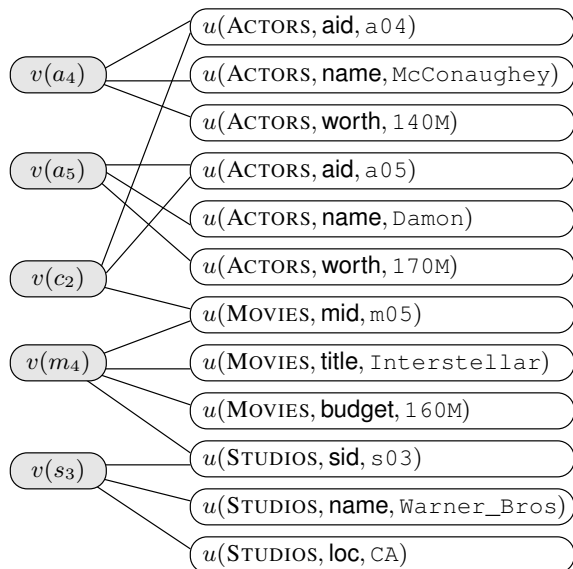 u(ACTORS, aid, a04)
v(a₄)
u(ACTORS, name, McConaughey)
u(ACTORS, worth, 140M)
v(a₅)
u(ACTORS, aid, a05)
u(ACTORS, name, Damon)
u(ACTORS, worth, 170M)
v(c₂)
u(MOVIES, mid, m05)
v(m₄)
u(MOVIES, title, Interstellar)
u(MOVIES, budget, 160M)
u(STUDIOS, sid, s03)
v(s₃)
u(STUDIOS, name, Warner_Bros)
u(STUDIOS, loc, CA)